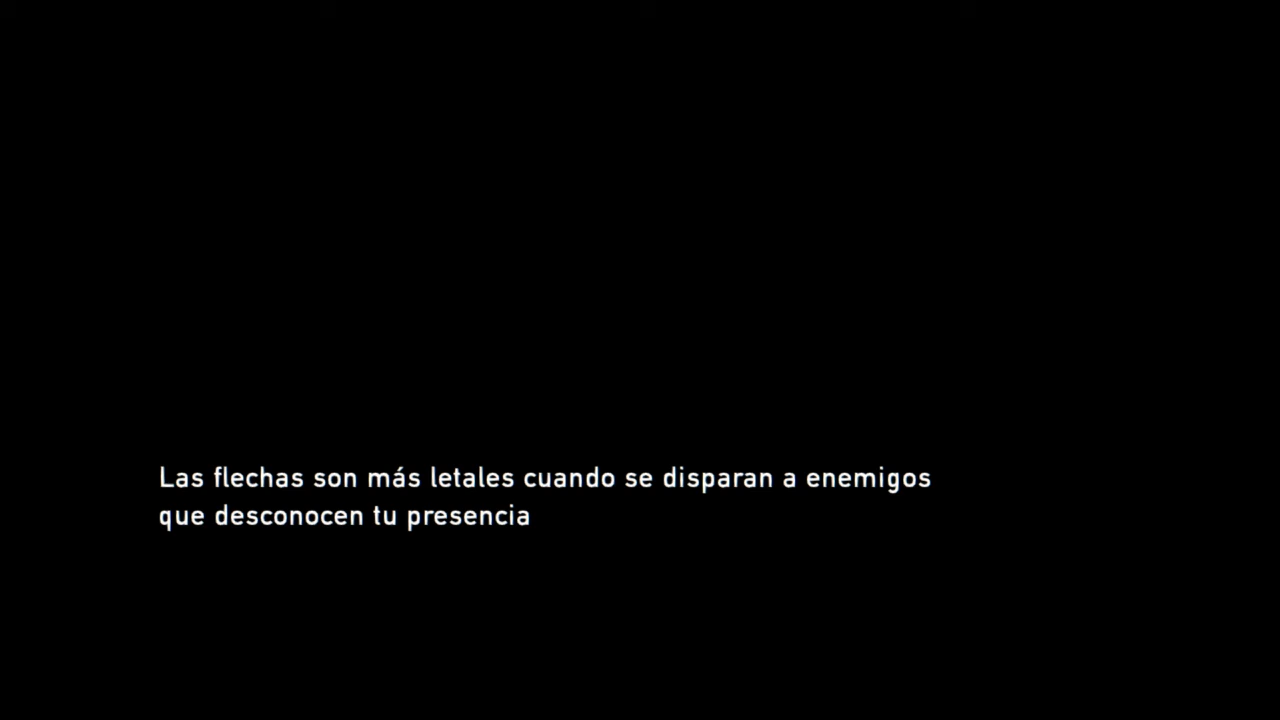 Las flechas son más letales cuando se disparan a enemigos
que desconocen tu presencia